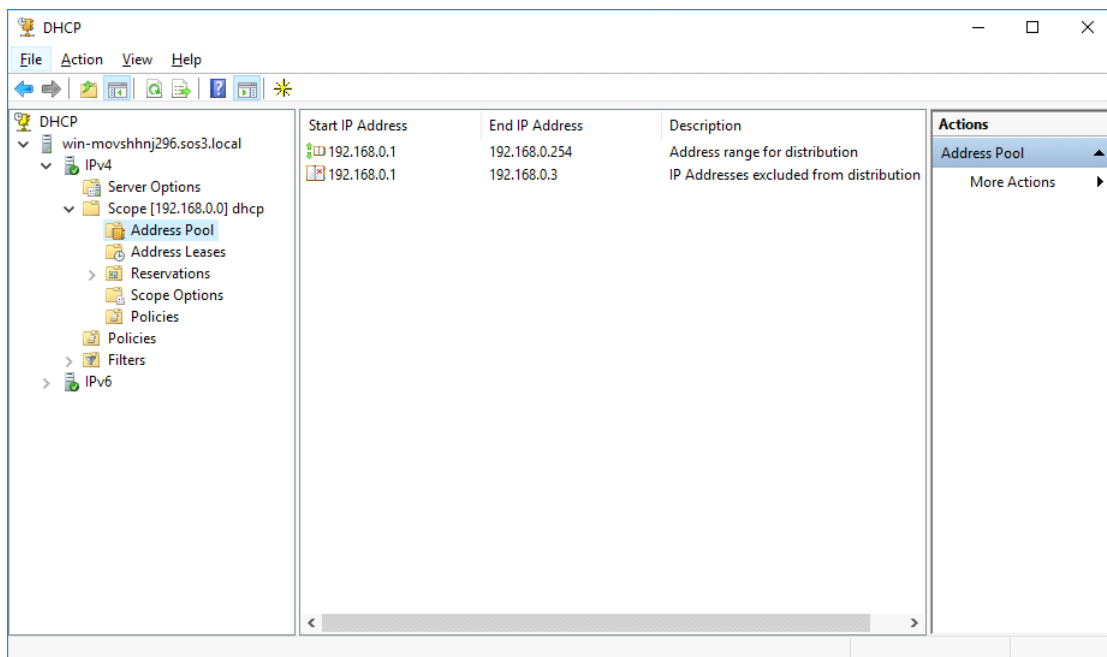 DHCP
File Action View Help
DHCP
win-movshhnj296.sos3.local
IPv4
Server Options
Scope [192.168.0.0] dhcp
Address Pool
Address Leases
Reservations
Scope Options
Policies
Policies
Filters
IPv6
Start IP Address End IP Address Description
192.168.0.1 192.168.0.254 Address range for distribution
192.168.0.1 192.168.0.3 IP Addresses excluded from distribution
Actions
Address Pool
More Actions